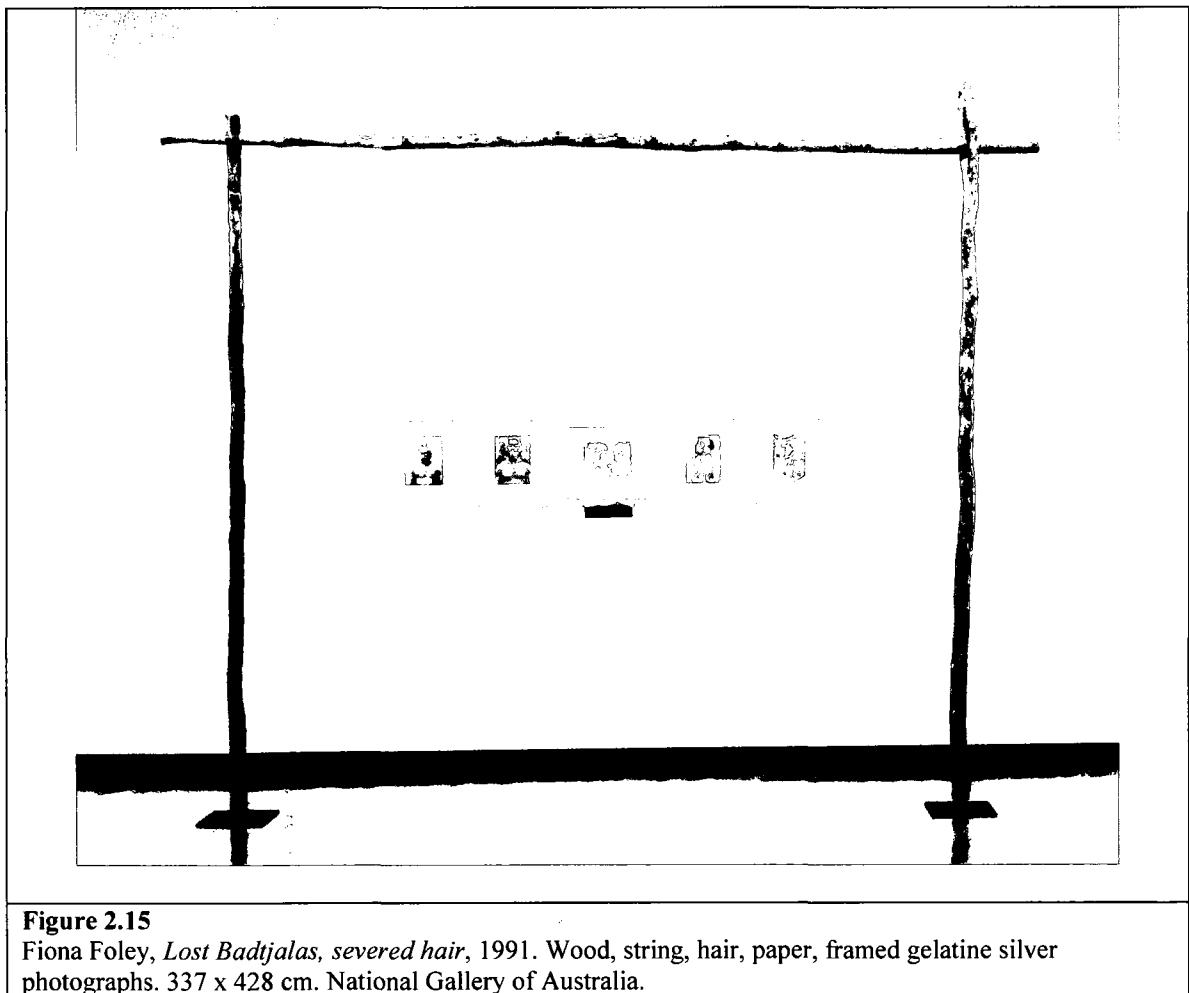 Figure 2.15
Fiona Foley, Lost Badtjalas, severed hair, 1991. Wood, string, hair, paper, framed gelatine silver
photographs. 337 x 428 cm. National Gallery of Australia.